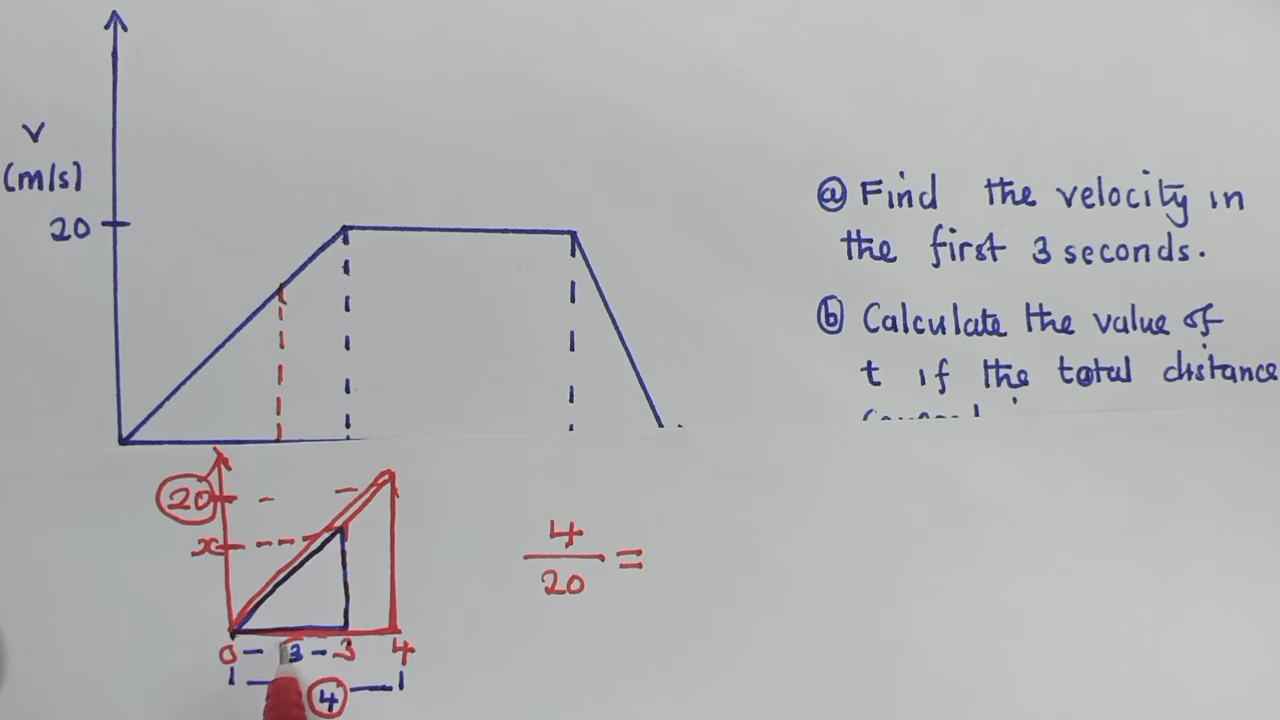 V
(m/s)
20
ⓐ Find the velocity in
the first 3 seconds.
ⓑ Calculate the value of
t if the total distance
20
x
0 3 3 4
4
4
20
=